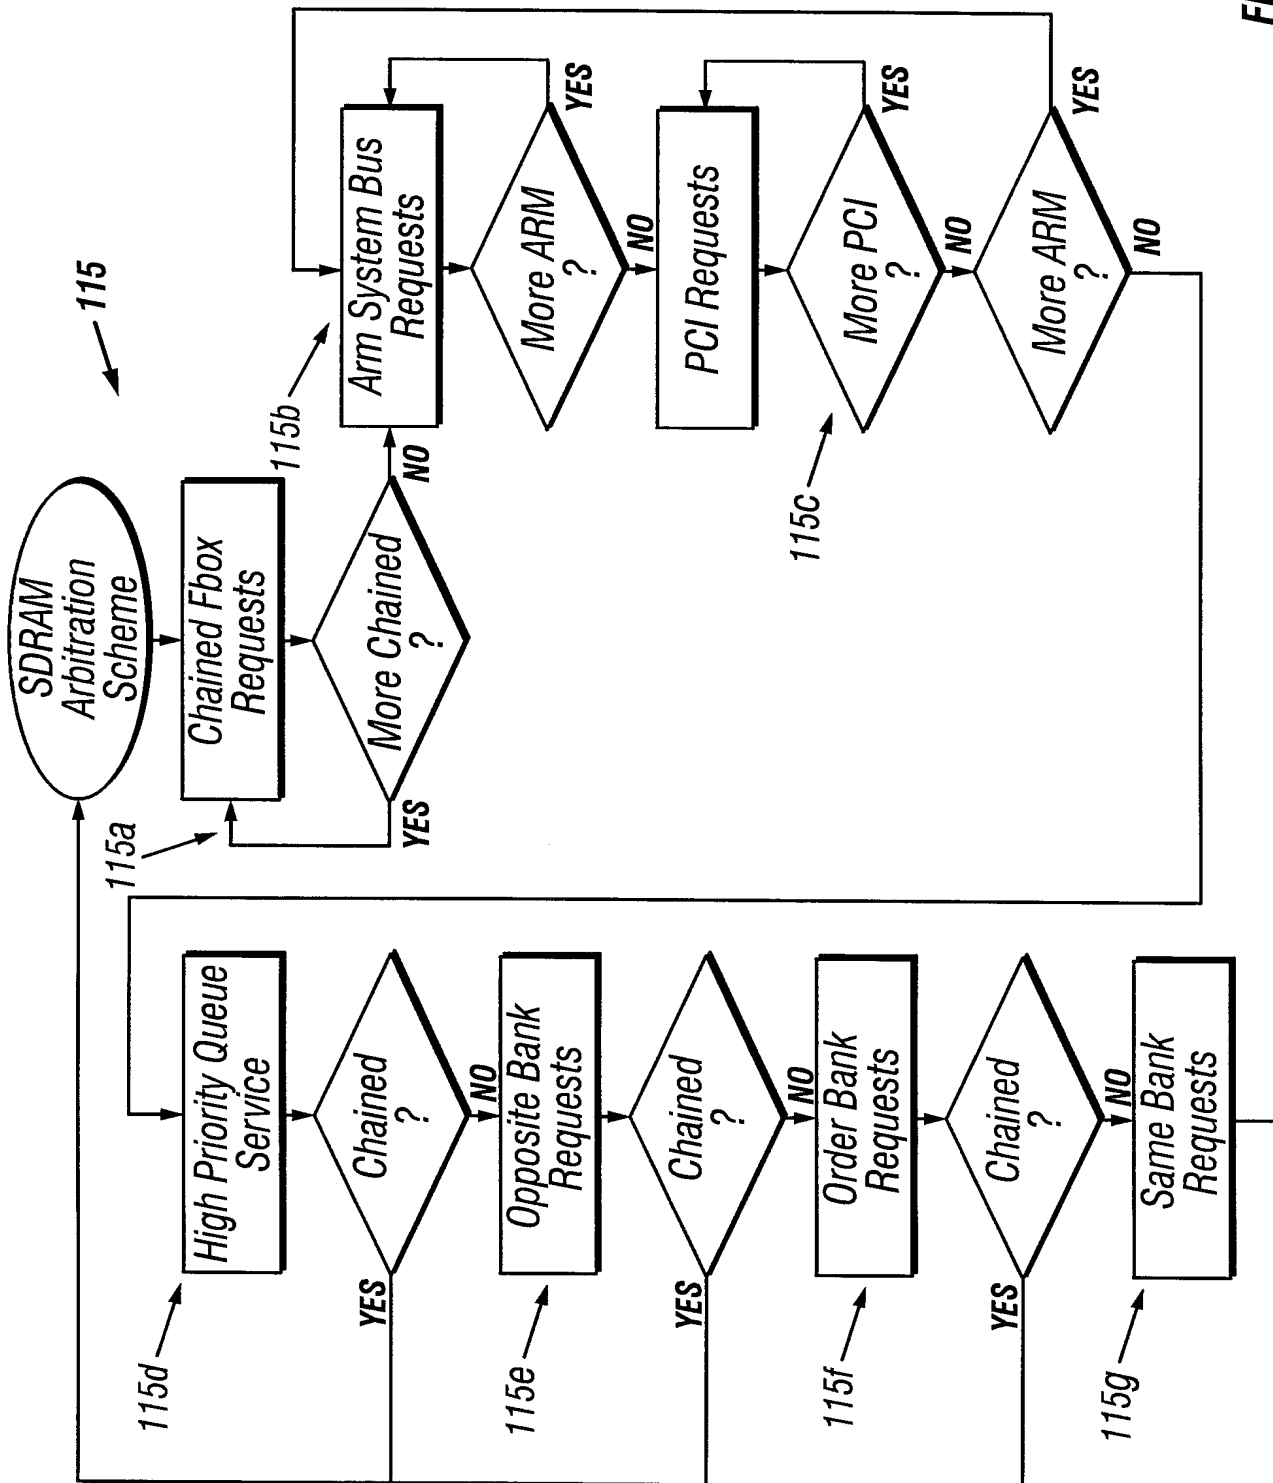 115
SDRAM
Arbitration
Scheme
115a
Chained Fbox
Requests
More Chained
?
YES
NO
115b
Arm System Bus
Requests
More ARM
?
YES
NO
PCI Requests
115c
More PCI
?
YES
NO
More ARM
?
YES
NO
115d
High Priority Queue
Service
Chained
?
YES
NO
115e
Opposite Bank
Requests
Chained
?
YES
NO
115f
Order Bank
Requests
Chained
?
YES
NO
115g
Same Bank
Requests